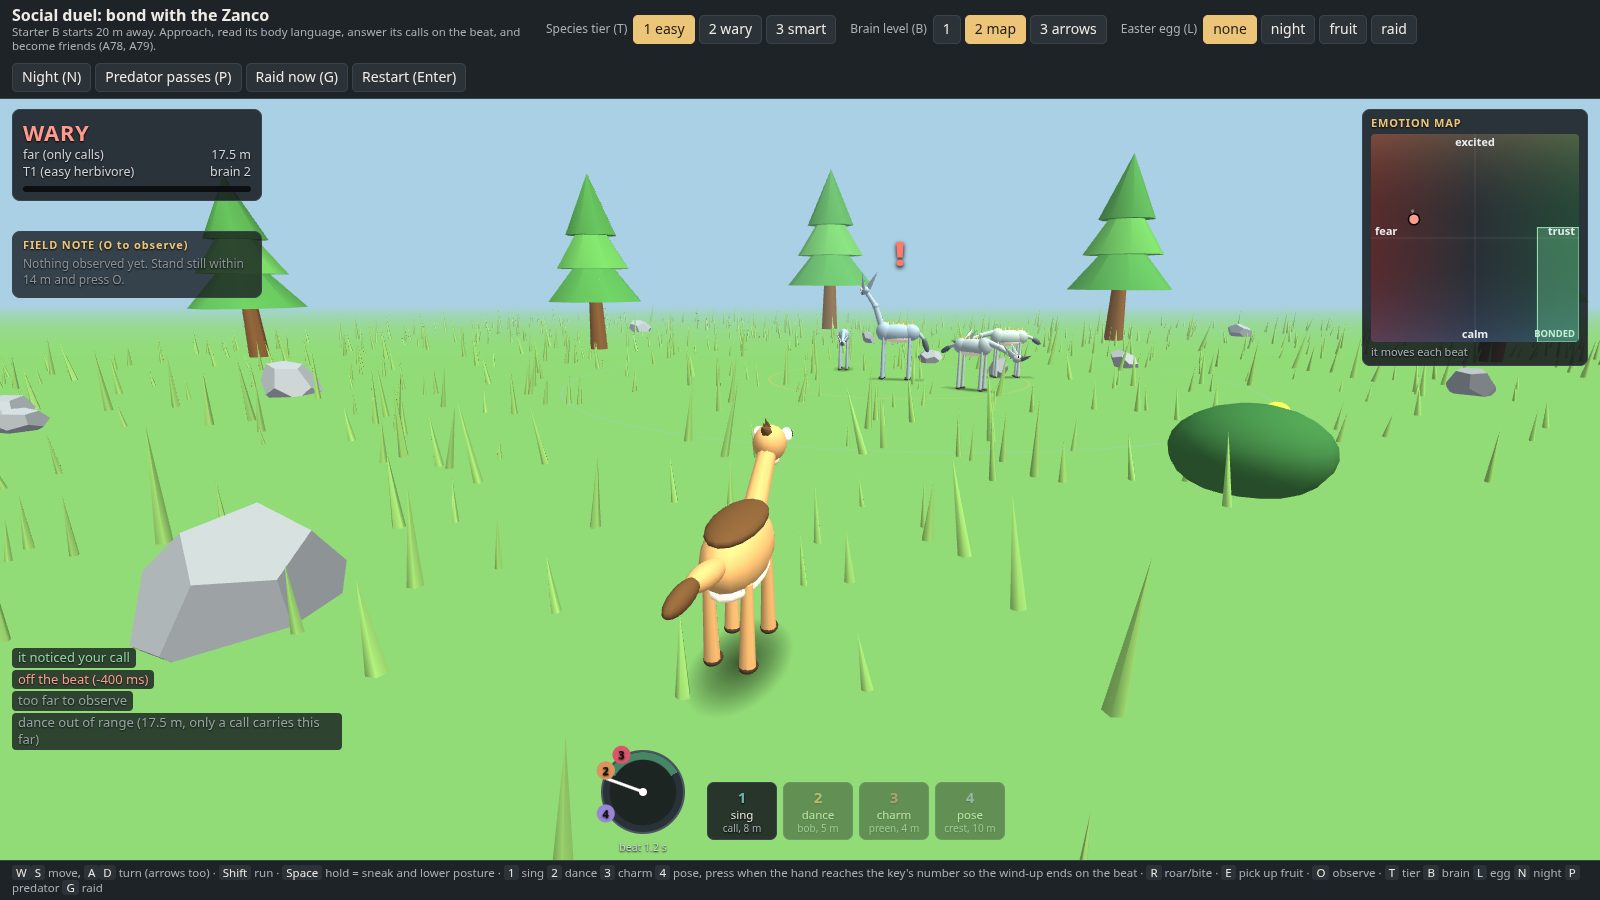 Social duel: bond with the Zanco
Starter B starts 20 m away. Approach, read its body language, answer its calls on the beat, and
become friends (A78, A79).
Species tier (T) 1 easy 2 wary 3 smart Brain level (B) 1 2 map 3 arrows Easter egg (L) none night fruit raid
Night (N) Predator passes (P) Raid now (G) Restart (Enter)
WARY
far (only calls) 17.5 m
T1 (easy herbivore) brain 2
FIELD NOTE (O to observe)
Nothing observed yet. Stand still within
14 m and press O.
EMOTION MAP
excited
fear trust
calm BONDED
it moves each beat
!
it noticed your call
off the beat (-400 ms)
too far to observe
dance out of range (17.5 m, only a call carries this
far)
3
2
4
beat 1.2 s
1 2 3 4
sing dance charm pose
call, 8 m bob, 5 m preen, 4 m crest, 10 m
W S move, A D turn (arrows too) · Shift run · Space hold = sneak and lower posture · 1 sing 2 dance 3 charm 4 pose, press when the hand reaches the key's number so the wind-up ends on the beat · R roar/bite · E pick up fruit · O observe · T tier B brain L egg N night P
predator G raid